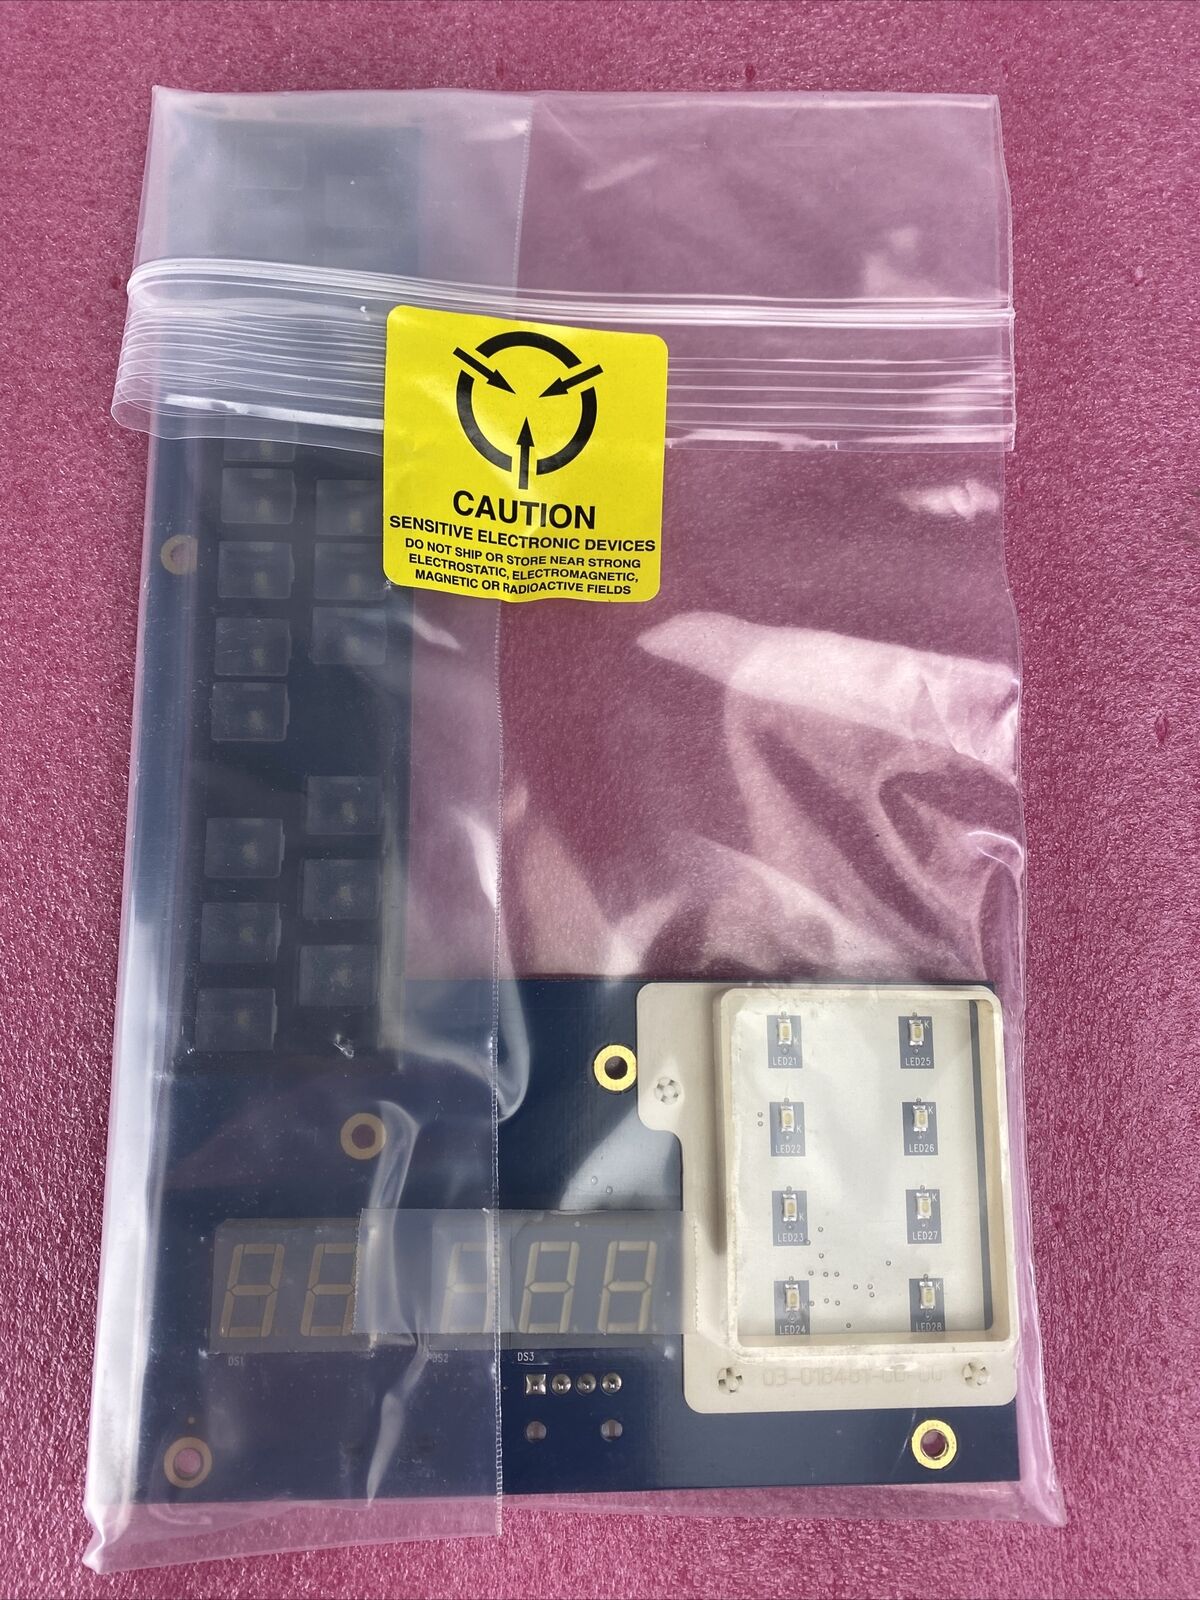 CAUTION
SENSITIVE ELECTRONIC DEVICES
DO NOT SHIP OR STORE NEAR STRONG
ELECTROSTATIC, ELECTROMAGNETIC,
MAGNETIC OR RADIOACTIVE FIELDS
K K
LED21 LED25
K
LED22 LED26
K K
LED23 LED27
K
LED24 LED28
DS1 DS2 DS3